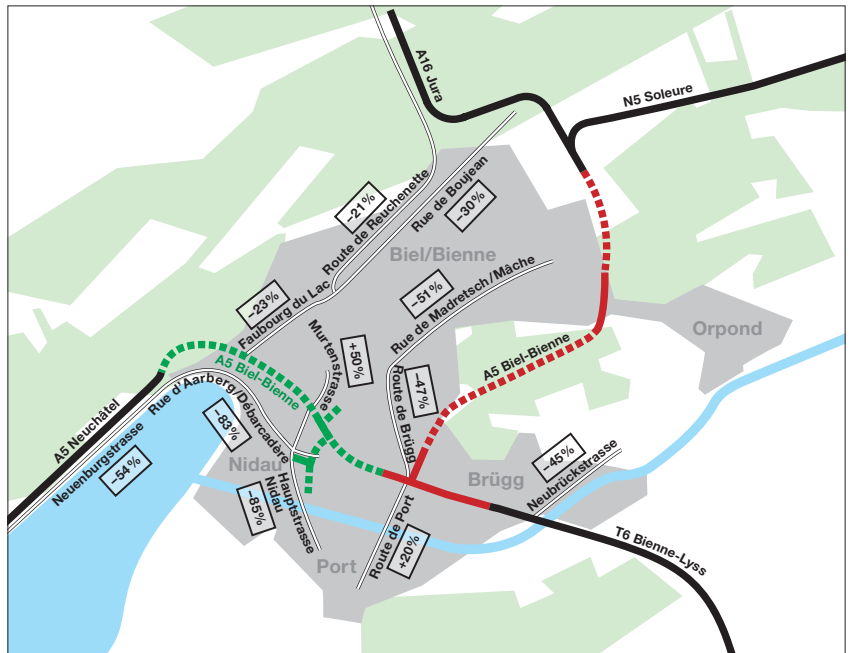 A16 Jura
N5 Soleure
–21%
Route de Reuchenette
Rue de Boujean
–30%
Biel/Bienne
–23%
Faubourg du Lac
–51%
Rue de Madretsch/Mâche
Orpond
Murtenstrasse
+50%
A5 Biel-Bienne
A5 Biel-Bienne
Rue d'Aarberg/Débarcadère
–83%
Route de Brügg
–47%
A5 Neuchâtel
Neuenburgstrasse
–54%
Nidau
–85%
Hauptstrasse
Nidau
Brügg
–45%
Neubrückstrasse
Route de Port
+20%
Port
T6 Bienne-Lyss